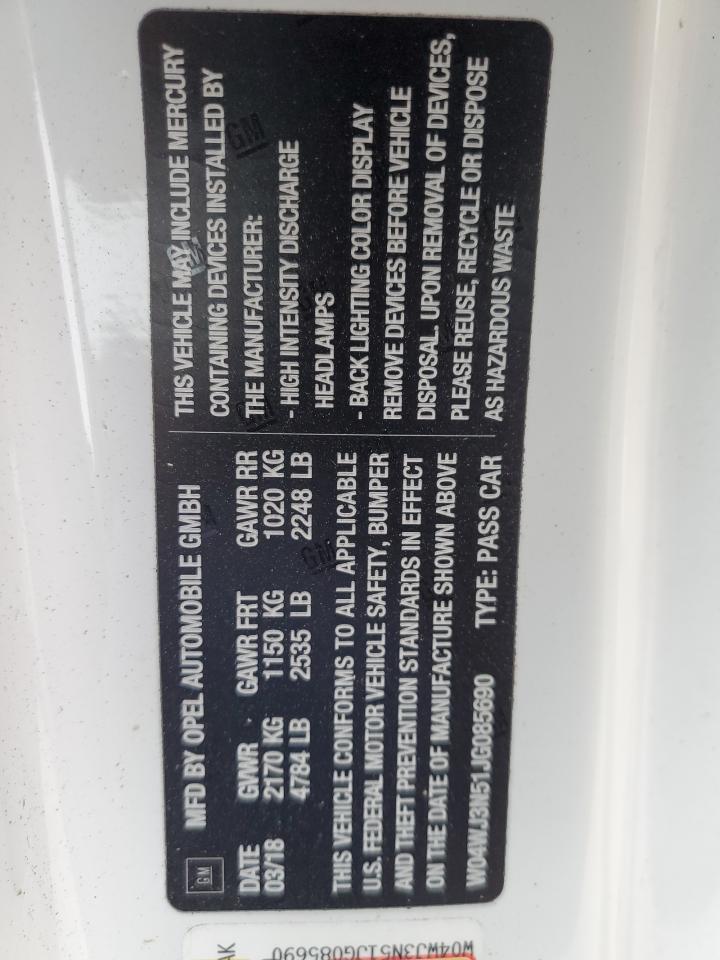 GM
MFD BY OPEL AUTOMOBILE GMBH
DATE GVWR GAWR FRT GAWR RR
03/18 2170 KG 1150 KG 1020 KG
4784 LB 2535 LB 2248 LB
THIS VEHICLE CONFORMS TO ALL APPLICABLE
U.S. FEDERAL MOTOR VEHICLE SAFETY, BUMPER
AND THEFT PREVENTION STANDARDS IN EFFECT
ON THE DATE OF MANUFACTURE SHOWN ABOVE
W04WJ3N51JG085690 TYPE: PASS CAR
THIS VEHICLE MAY INCLUDE MERCURY
CONTAINING DEVICES INSTALLED BY
THE MANUFACTURER:
- HIGH INTENSITY DISCHARGE
HEADLAMPS
- BACK LIGHTING COLOR DISPLAY
REMOVE DEVICES BEFORE VEHICLE
DISPOSAL. UPON REMOVAL OF DEVICES,
PLEASE REUSE, RECYCLE OR DISPOSE
AS HAZARDOUS WASTE
W04WJ3N51JG085690
AK